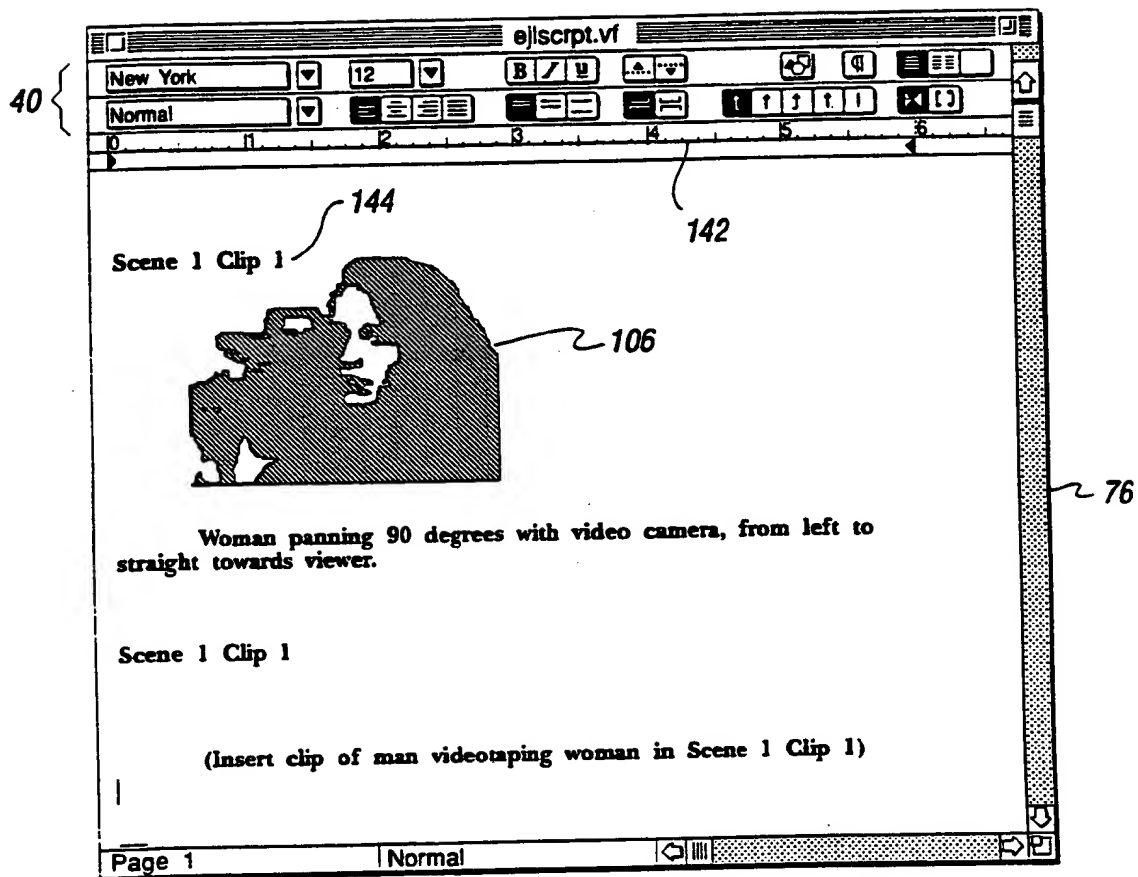 ejlscrpt.vf
New York 12 B I U ¶
40
Normal
0 1 2 3 4 5 6
144
142
Scene 1 Clip 1
106
76
Woman panning 90 degrees with video camera, from left to
straight towards viewer.
Scene 1 Clip 1
(Insert clip of man videotaping woman in Scene 1 Clip 1)
Page 1 Normal